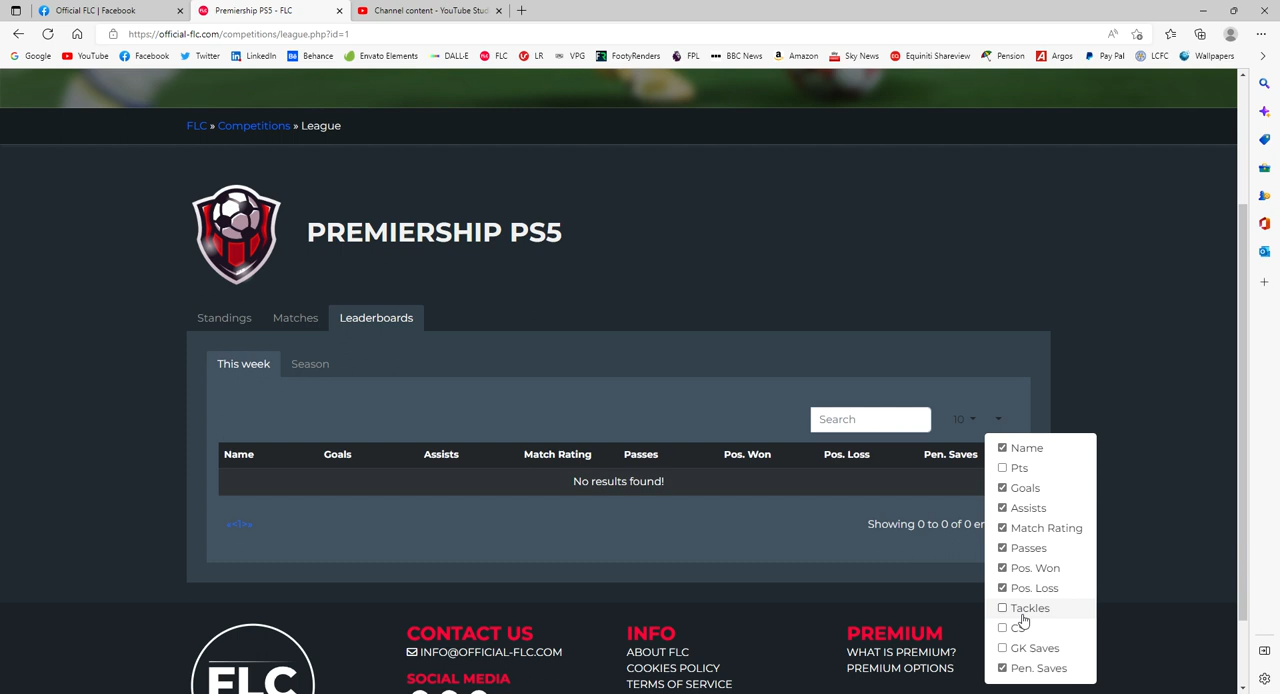 Official FLC | Facebook
Premiership PS5 - FLC
Channel content - YouTube Stud
https://official-flc.com/competitions/league.php?id=1
Google YouTube Facebook Twitter LinkedIn Behance Envato Elements DALL-E FLC LR VPG FootyRenders FPL BBC News Amazon Sky News Equiniti Shareview Pension Argos Pay Pal LCFC Wallpapers
FLC » Competitions » League
PREMIERSHIP PS5
Standings Matches Leaderboards
This week Season
Search 10
Name Goals Assists Match Rating Passes Pos. Won Pos. Loss Pen. Saves
No results found!
«<1>»
Showing 0 to 0 of 0 en
Name
Pts
Goals
Assists
Match Rating
Passes
Pos. Won
Pos. Loss
Tackles
GK Saves
Pen. Saves
FLC
CONTACT US
INFO@OFFICIAL-FLC.COM
SOCIAL MEDIA
INFO
ABOUT FLC
COOKIES POLICY
TERMS OF SERVICE
PREMIUM
WHAT IS PREMIUM?
PREMIUM OPTIONS